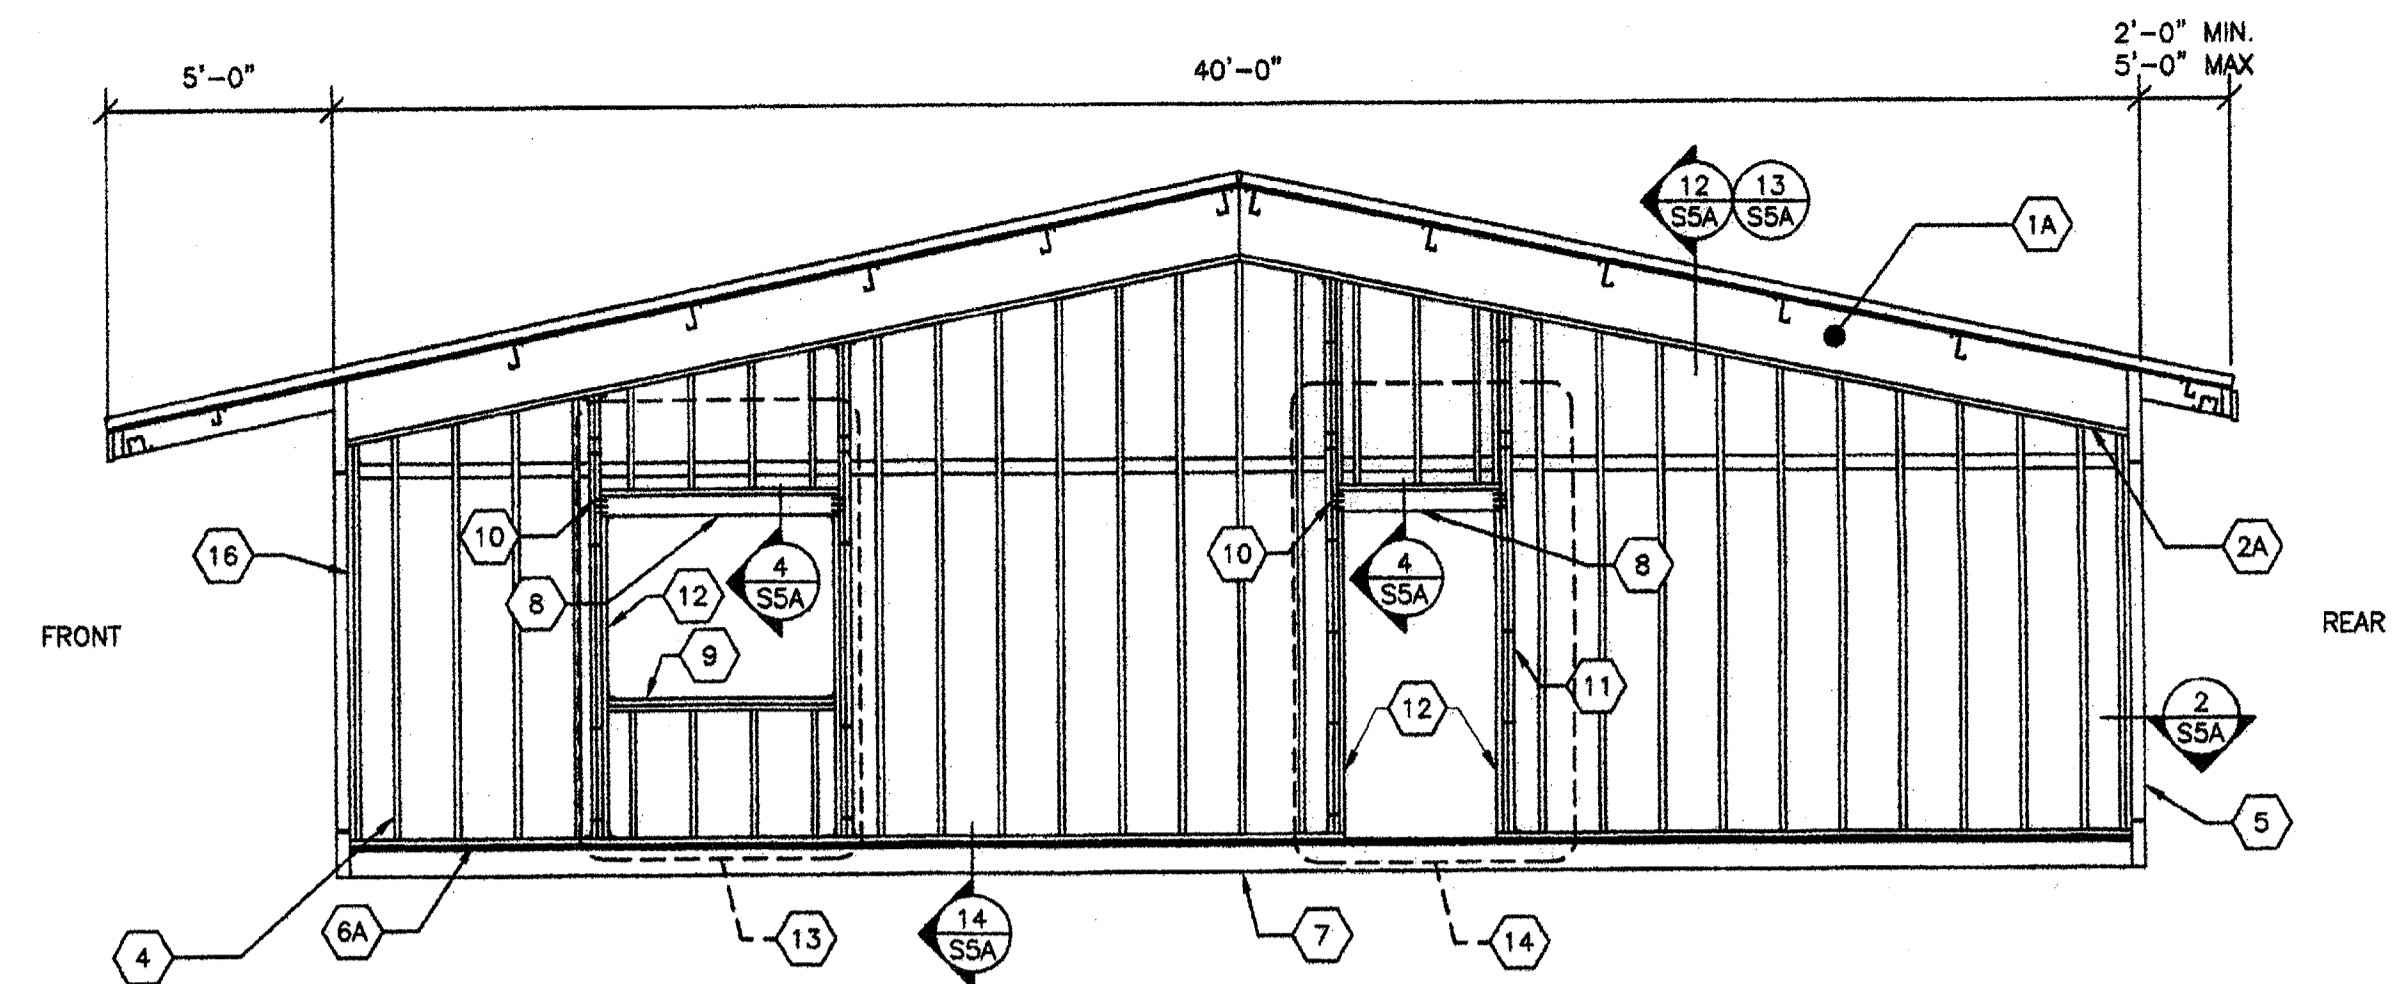 2'-0" MIN.
5'-0" 40'-0" 5'-0" MAX
12 13
S5A S5A
1A
10 4 10 4 8 2A
16
8 12 S5A S5A
FRONT REAR
9
11
12
2
S5A
5
4 6A 13 14 7 14
S5A